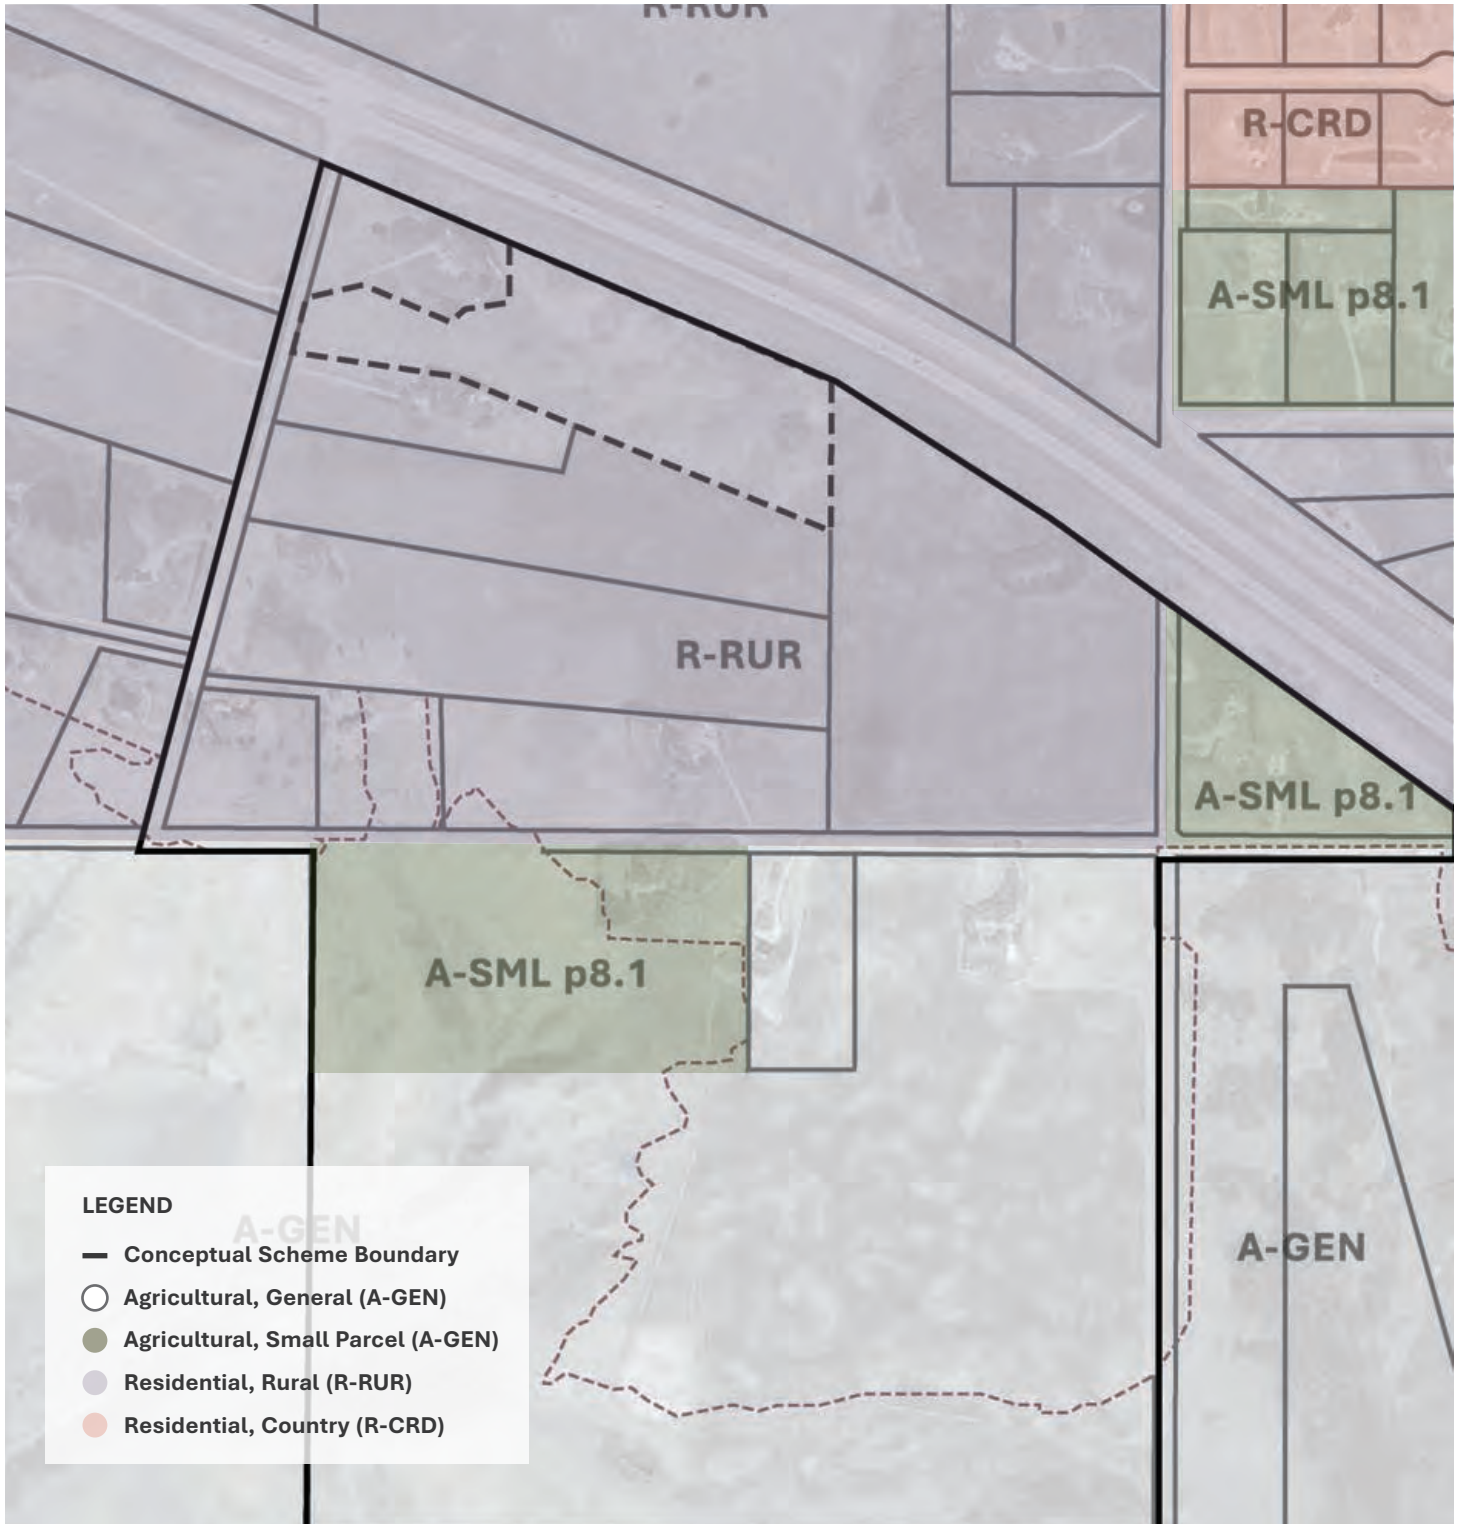 R-RUR
R-CRD
A-SML p8.1
R-RUR
A-SML p8.1
A-SML p8.1
A-GEN
A-GEN
LEGEND
Conceptual Scheme Boundary
Agricultural, General (A-GEN)
Agricultural, Small Parcel (A-GEN)
Residential, Rural (R-RUR)
Residential, Country (R-CRD)